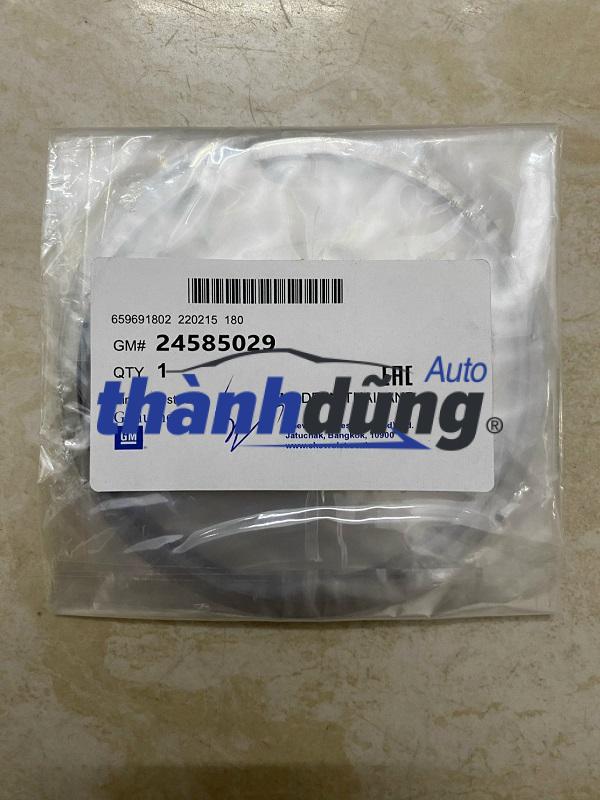 659691802 220215 180
GM# 24585029
QTY 1
EAC
Auto
thànhdũng®
GM
Jatuchak, Bangkok, 10900